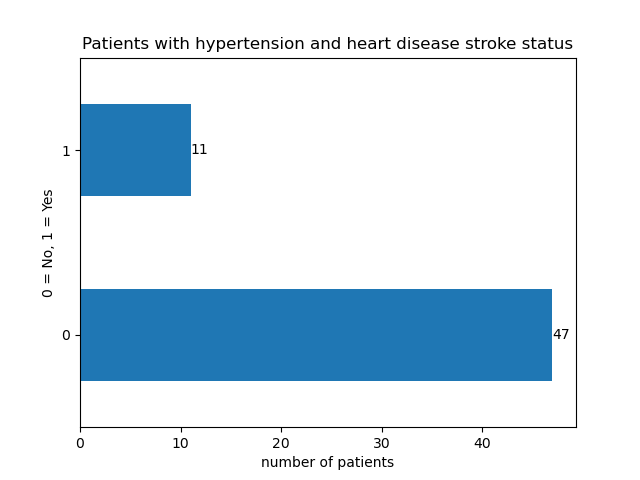 Patients with hypertension and heart disease stroke status
0 = No, 1 = Yes
1
11
0
47
0 10 20 30 40
number of patients